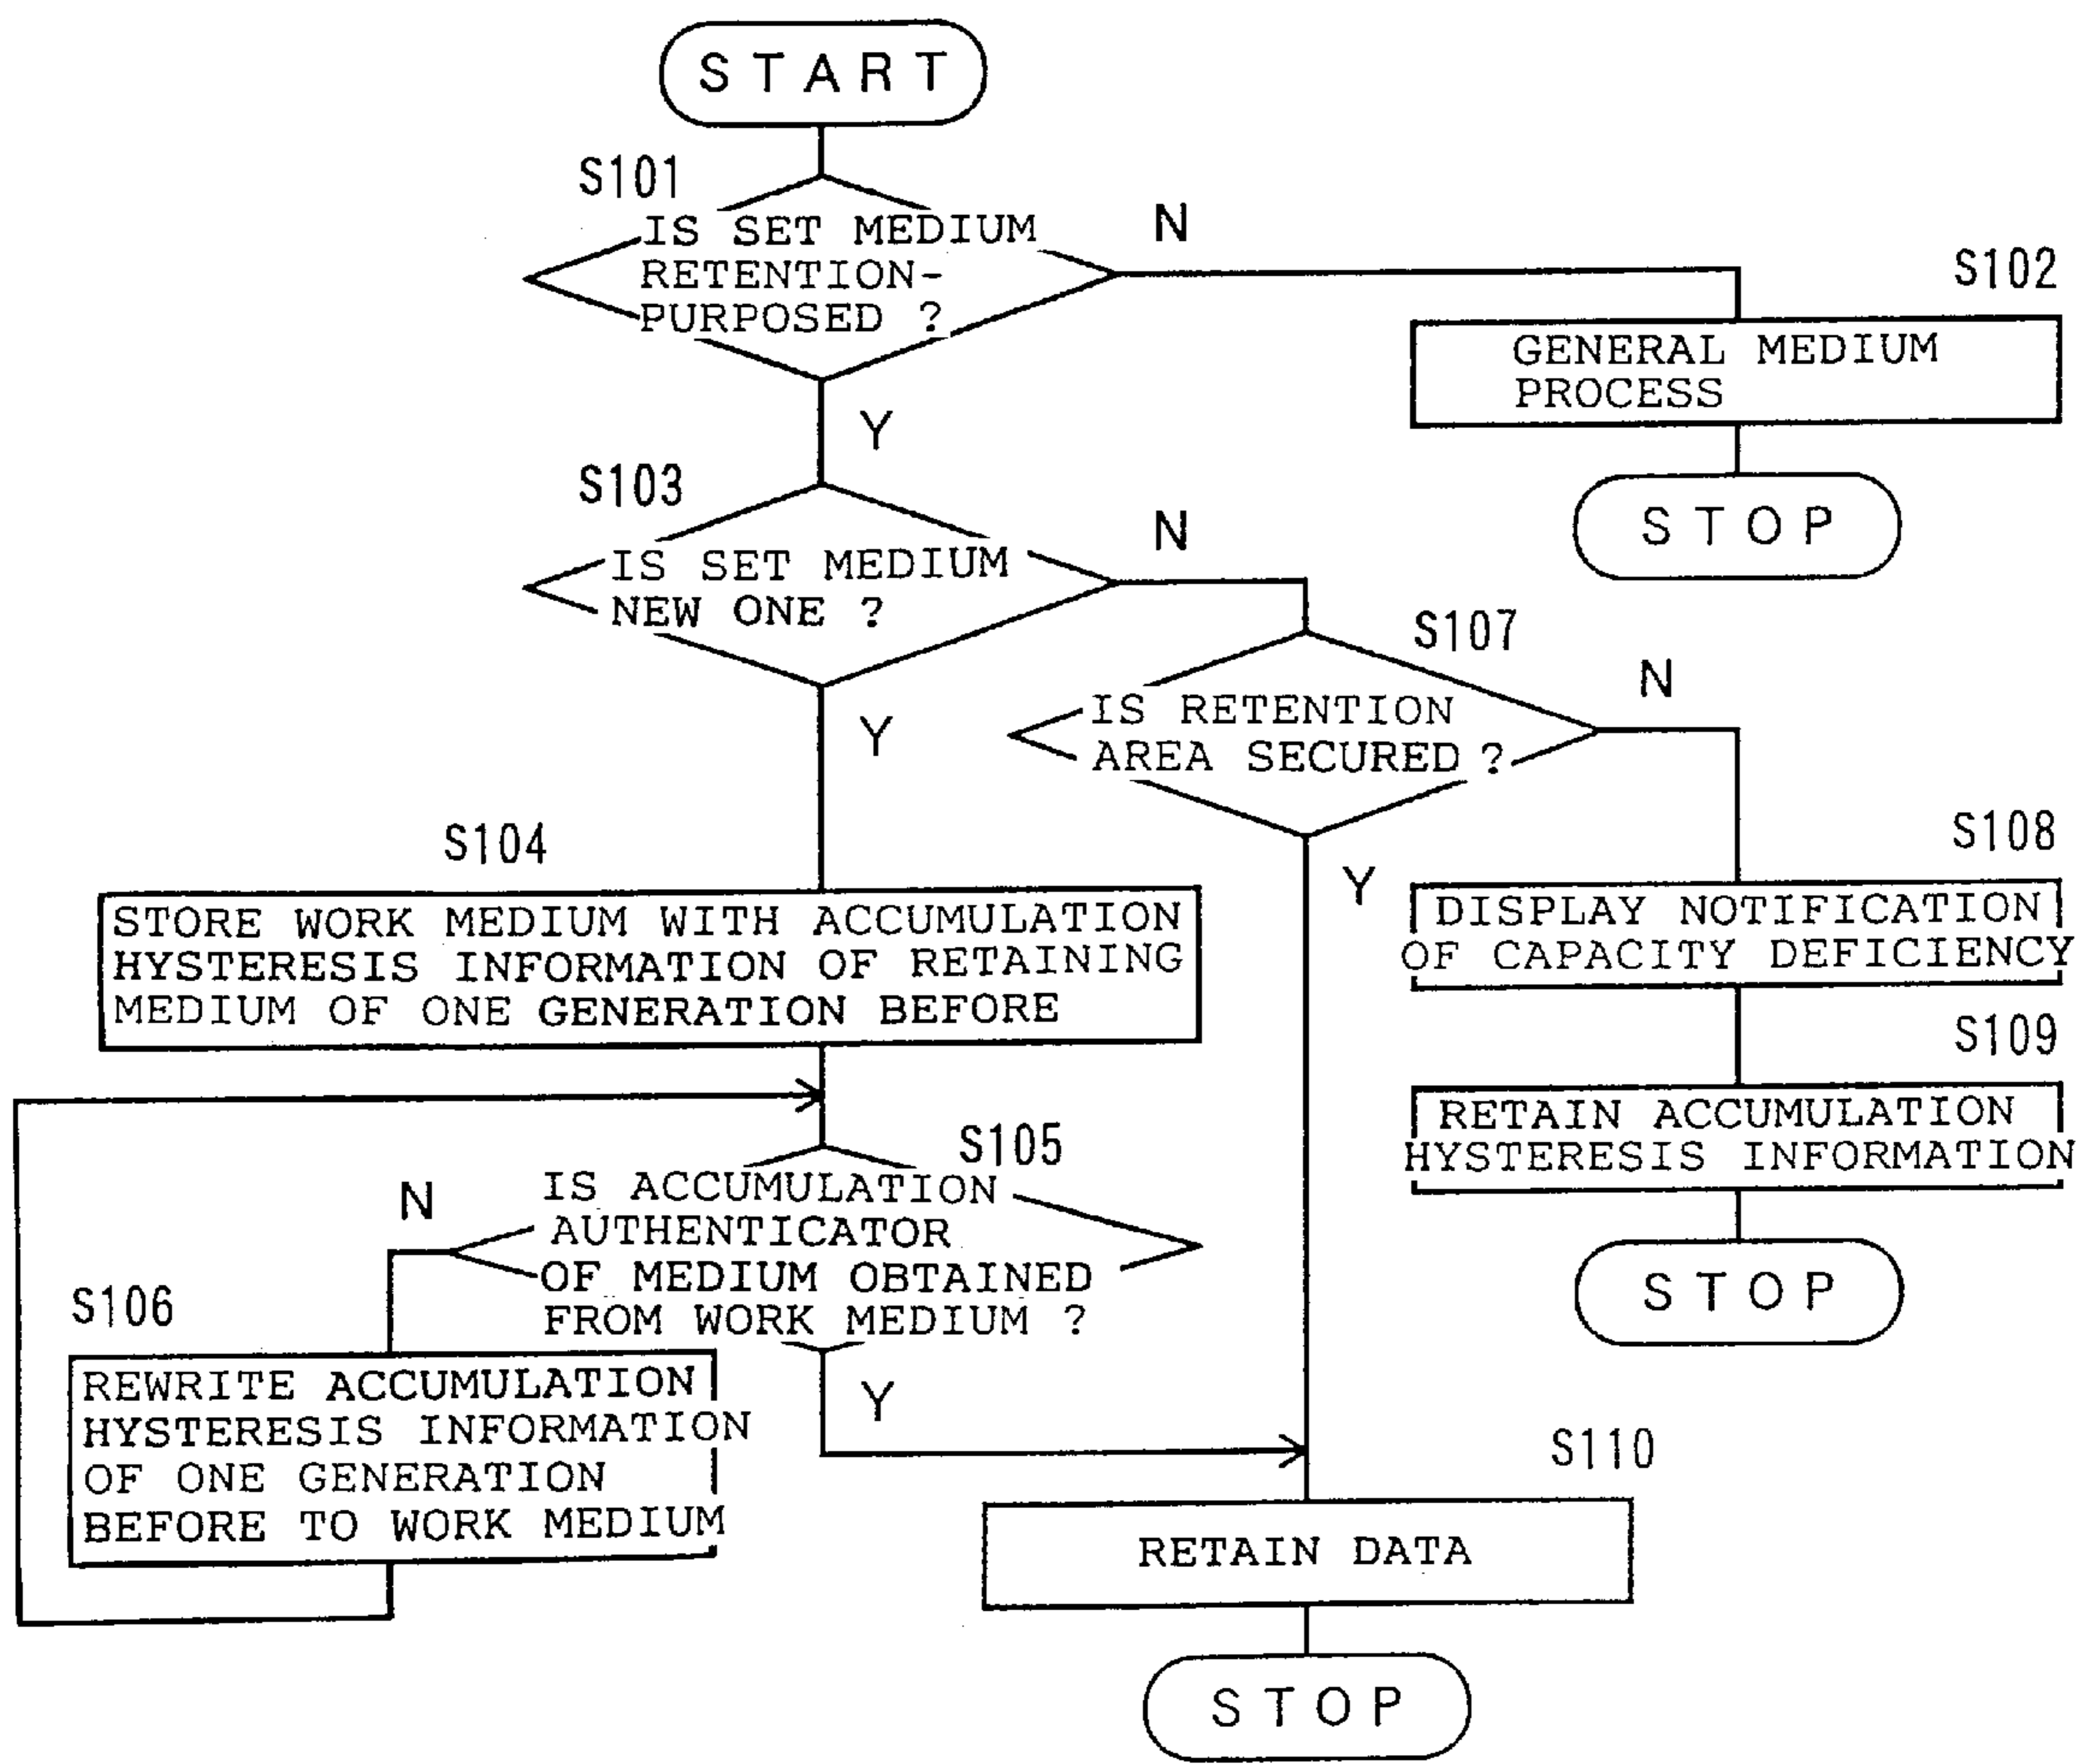 START
S101
IS SET MEDIUM
RETENTION-
PURPOSED ?
N
Y
S102
GENERAL MEDIUM
PROCESS
STOP
S103
IS SET MEDIUM
NEW ONE ?
N
Y
S107
IS RETENTION
AREA SECURED ?
N
Y
S104
STORE WORK MEDIUM WITH ACCUMULATION
HYSTERESIS INFORMATION OF RETAINING
MEDIUM OF ONE GENERATION BEFORE
S108
DISPLAY NOTIFICATION
OF CAPACITY DEFICIENCY
S109
RETAIN ACCUMULATION
HYSTERESIS INFORMATION
STOP
S105
IS ACCUMULATION
AUTHENTICATOR
OF MEDIUM OBTAINED
FROM WORK MEDIUM ?
N
Y
S106
REWRITE ACCUMULATION
HYSTERESIS INFORMATION
OF ONE GENERATION
BEFORE TO WORK MEDIUM
S110
RETAIN DATA
STOP